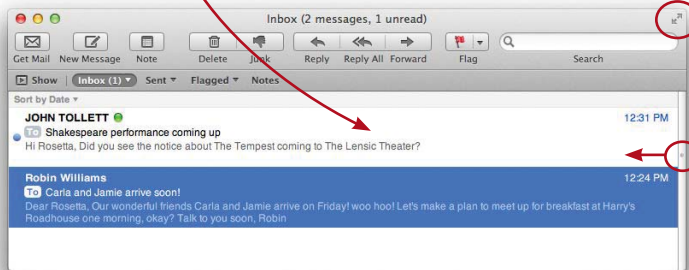 Inbox (2 messages, 1 unread)
Get Mail New Message Note Delete Junk Reply Reply All Forward Flag Search
Show Inbox (1) Sent Flagged Notes
Sort by Date
JOHN TOLLETT 12:31 PM
To Shakespeare performance coming up
Hi Rosetta, Did you see the notice about The Tempest coming to The Lensic Theater?
Robin Williams 12:24 PM
To Carla and Jamie arrive soon!
Dear Rosetta, Our wonderful friends Carla and Jamie arrive on Friday! woo hoo! Let's make a plan to meet up for breakfast at Harry's
Roadhouse one morning, okay? Talk to you soon, Robin